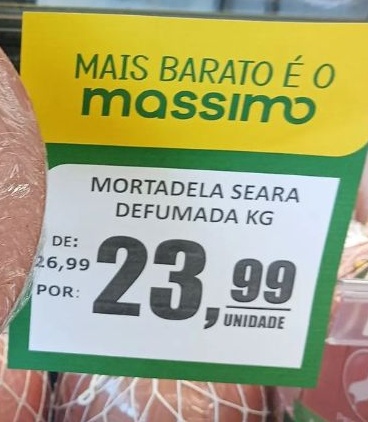 MAIS BARATO É O
massimo
MORTADELA SEARA
DEFUMADA KG
DE:
26,99
POR:
23,99
UNIDADE